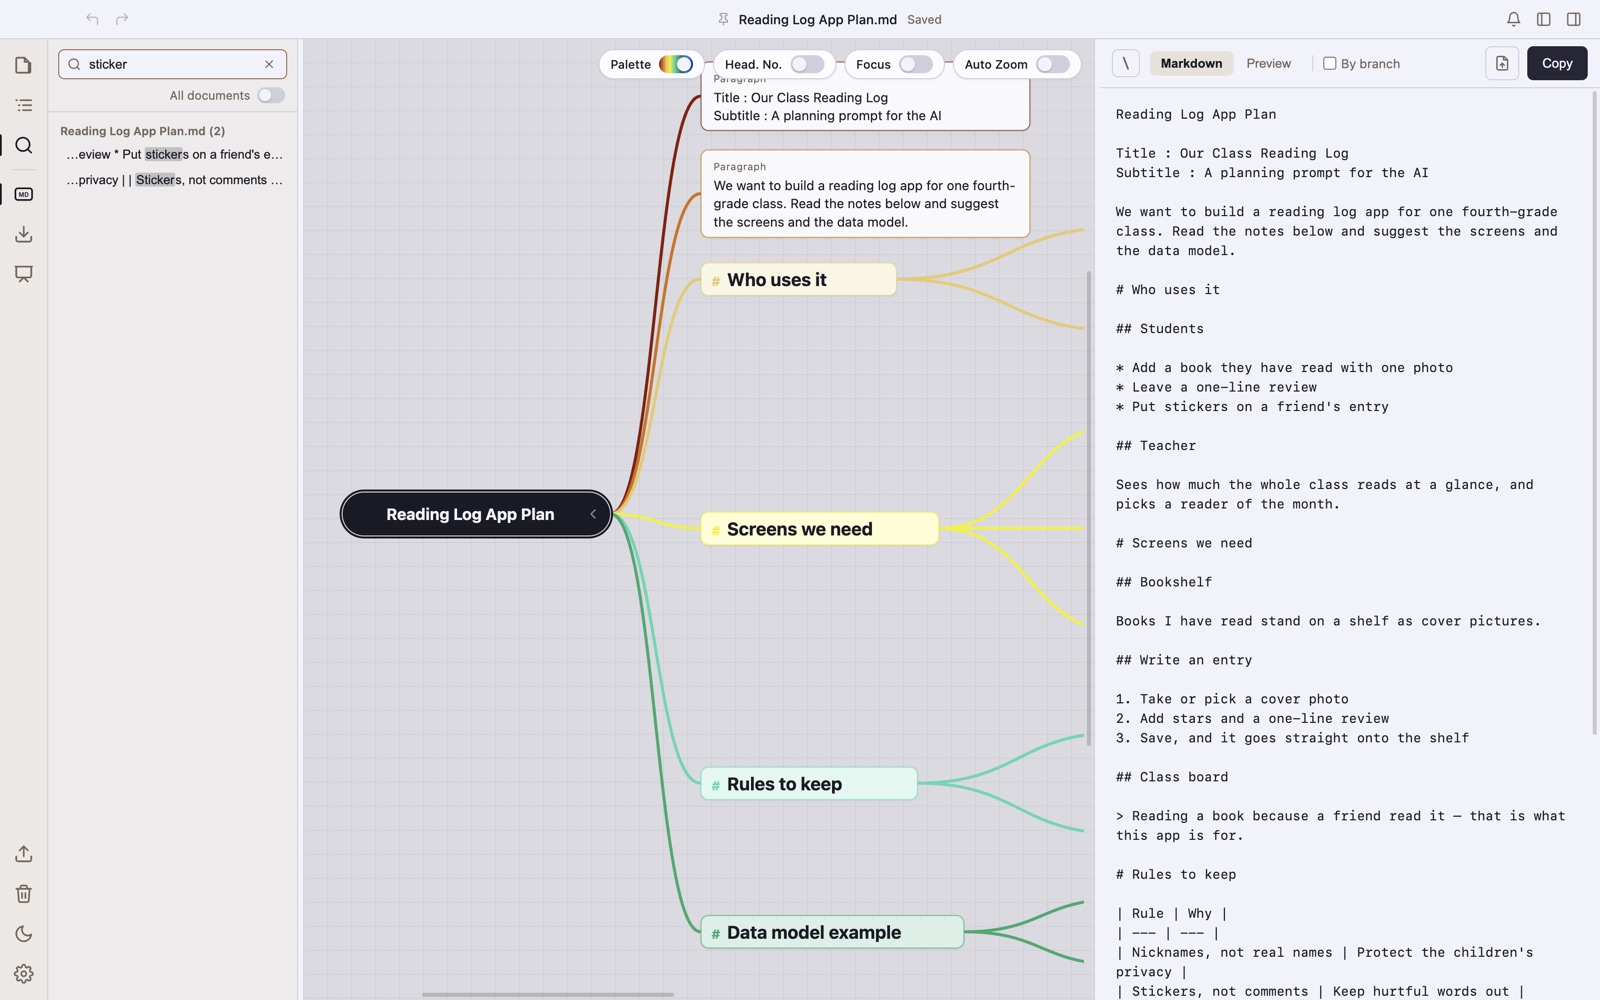 Reading Log App Plan.md Saved
sticker
All documents
Reading Log App Plan.md (2)
…eview * Put stickers on a friend's e…
…privacy | | Stickers, not comments …
MD
Palette
Head. No.
Focus
Auto Zoom
Paragraph
Title : Our Class Reading Log
Subtitle : A planning prompt for the AI
Paragraph
We want to build a reading log app for one fourth-
grade class. Read the notes below and suggest
the screens and the data model.
# Who uses it
Reading Log App Plan
# Screens we need
# Rules to keep
# Data model example
\ Markdown Preview By branch Copy
Reading Log App Plan
Title : Our Class Reading Log
Subtitle : A planning prompt for the AI
We want to build a reading log app for one fourth-grade
class. Read the notes below and suggest the screens and
the data model.
# Who uses it
## Students
* Add a book they have read with one photo
* Leave a one-line review
* Put stickers on a friend's entry
## Teacher
Sees how much the whole class reads at a glance, and
picks a reader of the month.
# Screens we need
## Bookshelf
Books I have read stand on a shelf as cover pictures.
## Write an entry
1. Take or pick a cover photo
2. Add stars and a one-line review
3. Save, and it goes straight onto the shelf
## Class board
> Reading a book because a friend read it — that is what
this app is for.
# Rules to keep
| Rule | Why |
| --- | --- |
| Nicknames, not real names | Protect the children's
privacy |
| Stickers, not comments | Keep hurtful words out |